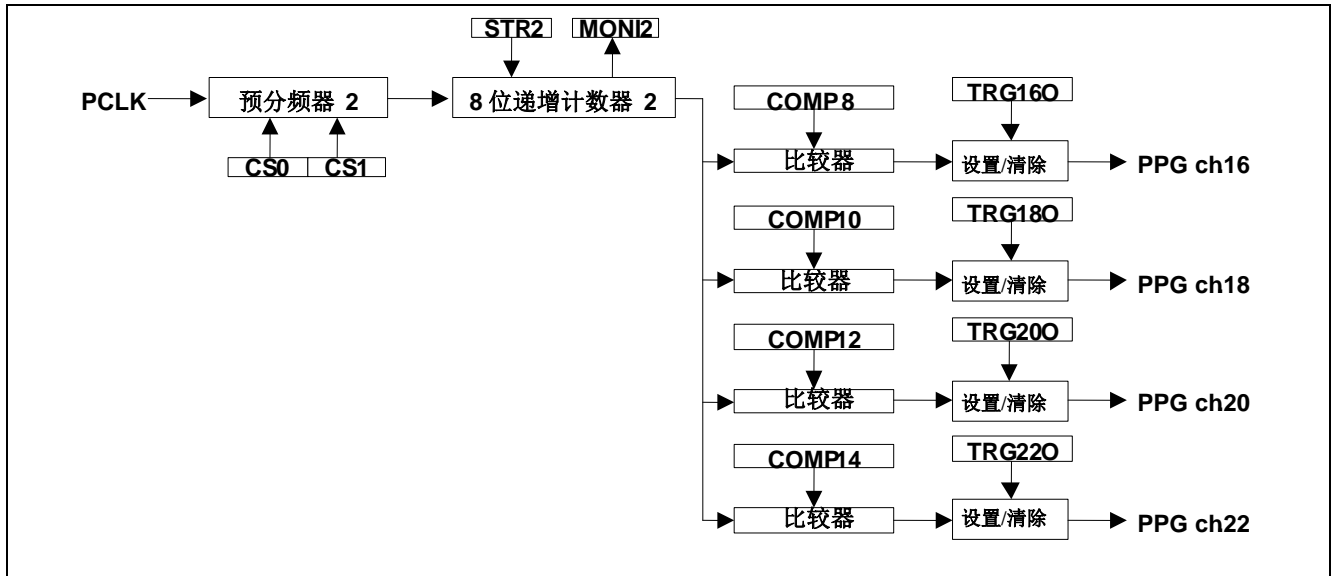 STR2 MONI2
PCLK 预分频器 2 8 位递增计数器 2
CS0 CS1
COMP8 TRG16O
比较器 设置/清除 PPG ch16
COMP10 TRG18O
比较器 设置/清除 PPG ch18
COMP12 TRG20O
比较器 设置/清除 PPG ch20
COMP14 TRG22O
比较器 设置/清除 PPG ch22